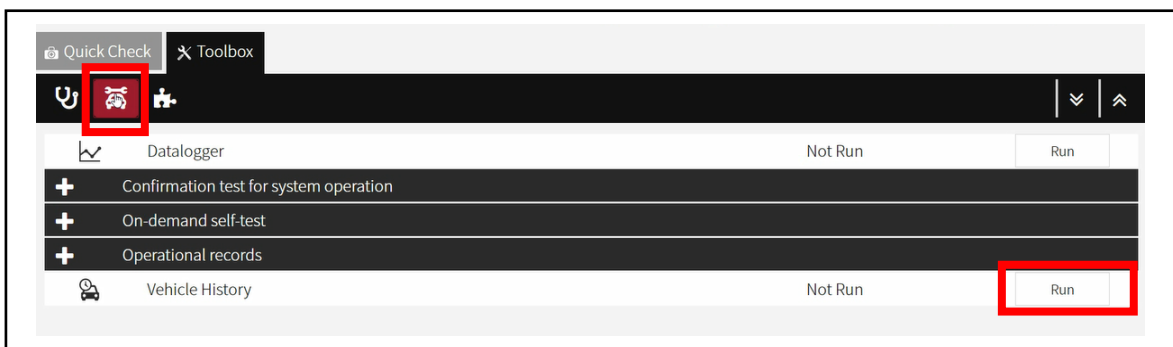 Quick Check Toolbox
Datalogger Not Run Run
Confirmation test for system operation
On-demand self-test
Operational records
Vehicle History Not Run Run